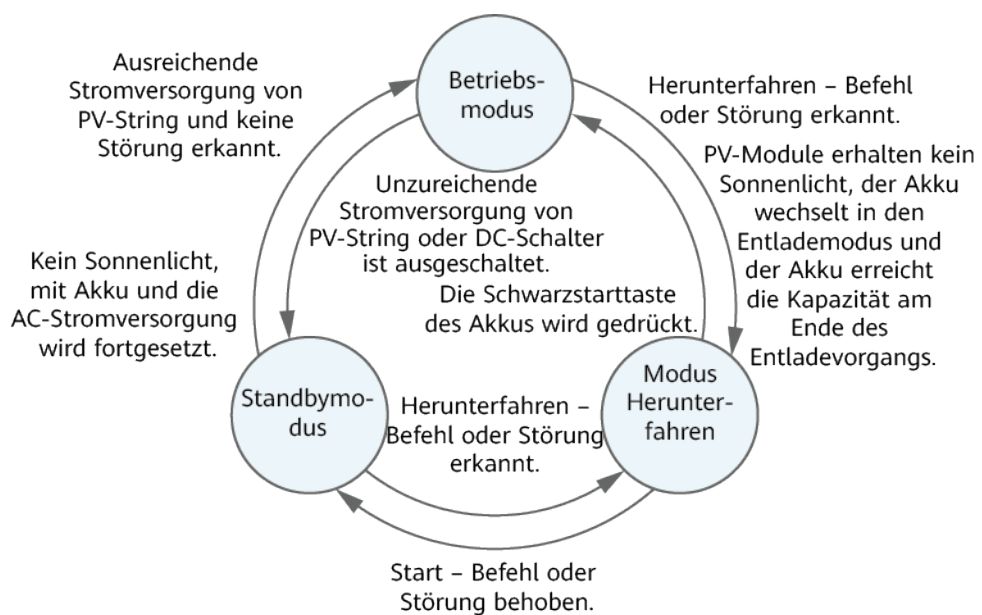 Ausreichende
Stromversorgung von
PV-String und keine
Störung erkannt.
Betriebs-
modus
Herunterfahren – Befehl
oder Störung erkannt.
PV-Module erhalten kein
Sonnenlicht, der Akku
wechselt in den
Entlademodus und
der Akku erreicht
die Kapazität am
Ende des
Entladevorgangs.
Unzureichende
Stromversorgung von
PV-String oder DC-Schalter
ist ausgeschaltet.
Kein Sonnenlicht,
mit Akku und die
AC-Stromversorgung
wird fortgesetzt.
Die Schwarzstarttaste
des Akkus wird gedrückt.
Standbymo-
dus
Herunterfahren –
Befehl oder Störung
erkannt.
Modus
Herunter-
fahren
Start – Befehl oder
Störung behoben.